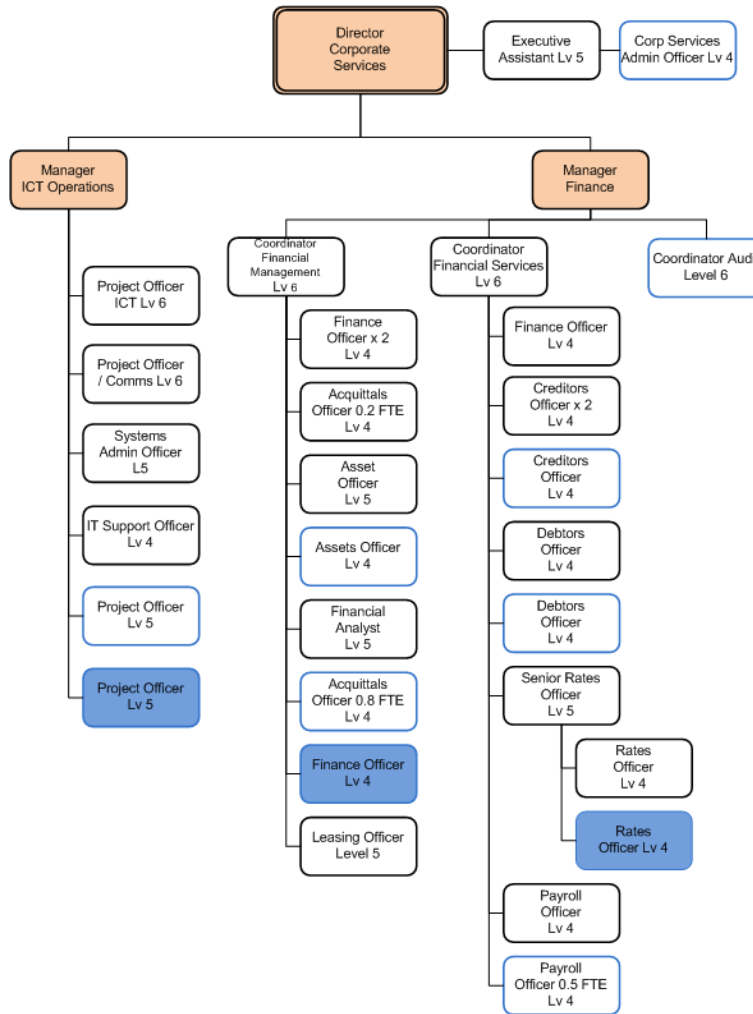 Director
Corporate
Services
Executive
Assistant Lv 5
Corp Services
Admin Officer Lv 4
Manager
ICT Operations
Manager
Finance
Project Officer
ICT Lv 6
Project Officer
/ Comms Lv 6
Systems
Admin Officer
L5
IT Support Officer
Lv 4
Project Officer
Lv 5
Project Officer
Lv 5
Coordinator
Financial
Management
Lv 6
Finance
Officer x 2
Lv 4
Acquittals
Officer 0.2 FTE
Lv 4
Asset
Officer
Lv 5
Assets Officer
Lv 4
Financial
Analyst
Lv 5
Acquittals
Officer 0.8 FTE
Lv 4
Finance Officer
Lv 4
Leasing Officer
Level 5
Coordinator
Financial Services
Lv 6
Finance Officer
Lv 4
Creditors
Officer x 2
Lv 4
Creditors
Officer
Lv 4
Debtors
Officer
Lv 4
Debtors
Officer
Lv 4
Senior Rates
Officer
Lv 5
Rates
Officer
Lv 4
Rates
Officer Lv 4
Payroll
Officer
Lv 4
Payroll
Officer 0.5 FTE
Lv 4
Coordinator Audi
Level 6